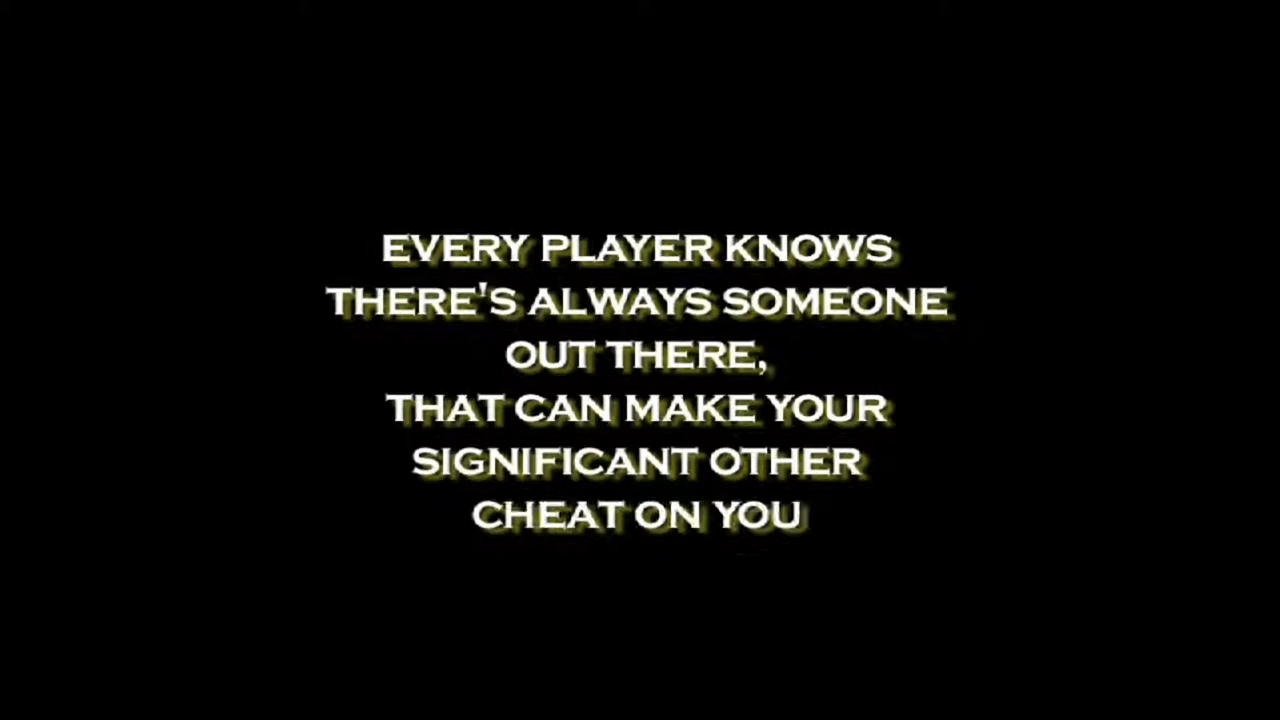 EVERY PLAYER KNOWS
THERE'S ALWAYS SOMEONE
OUT THERE,
THAT CAN MAKE YOUR
SIGNIFICANT OTHER
CHEAT ON YOU